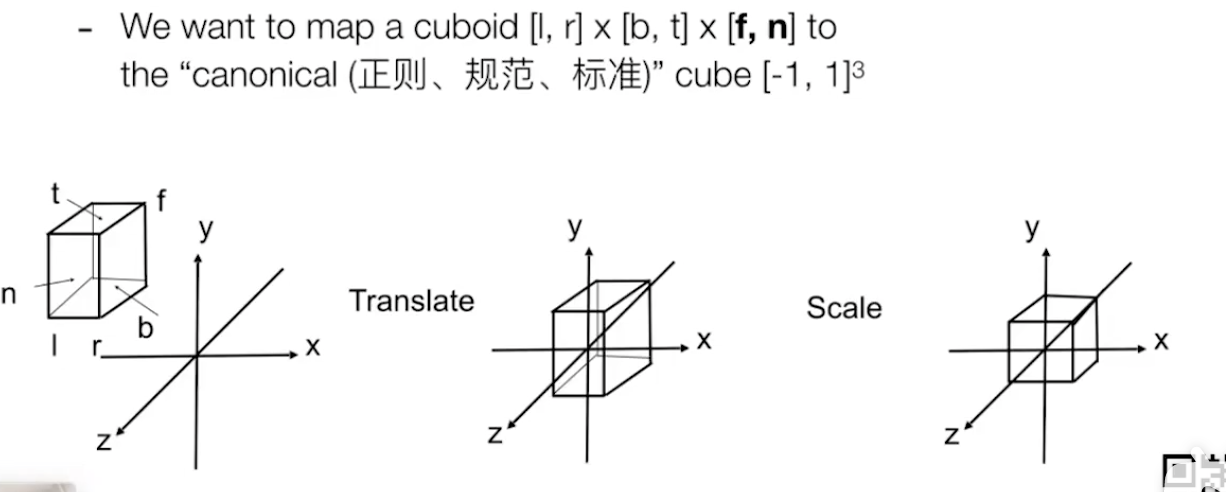 - We want to map a cuboid [l, r] x [b, t] x [f, n] to
the “canonical (正则、规范、标准)” cube [-1, 1]³
t
f
y
n
b
l
r
x
z
Translate
y
x
z
Scale
y
x
z